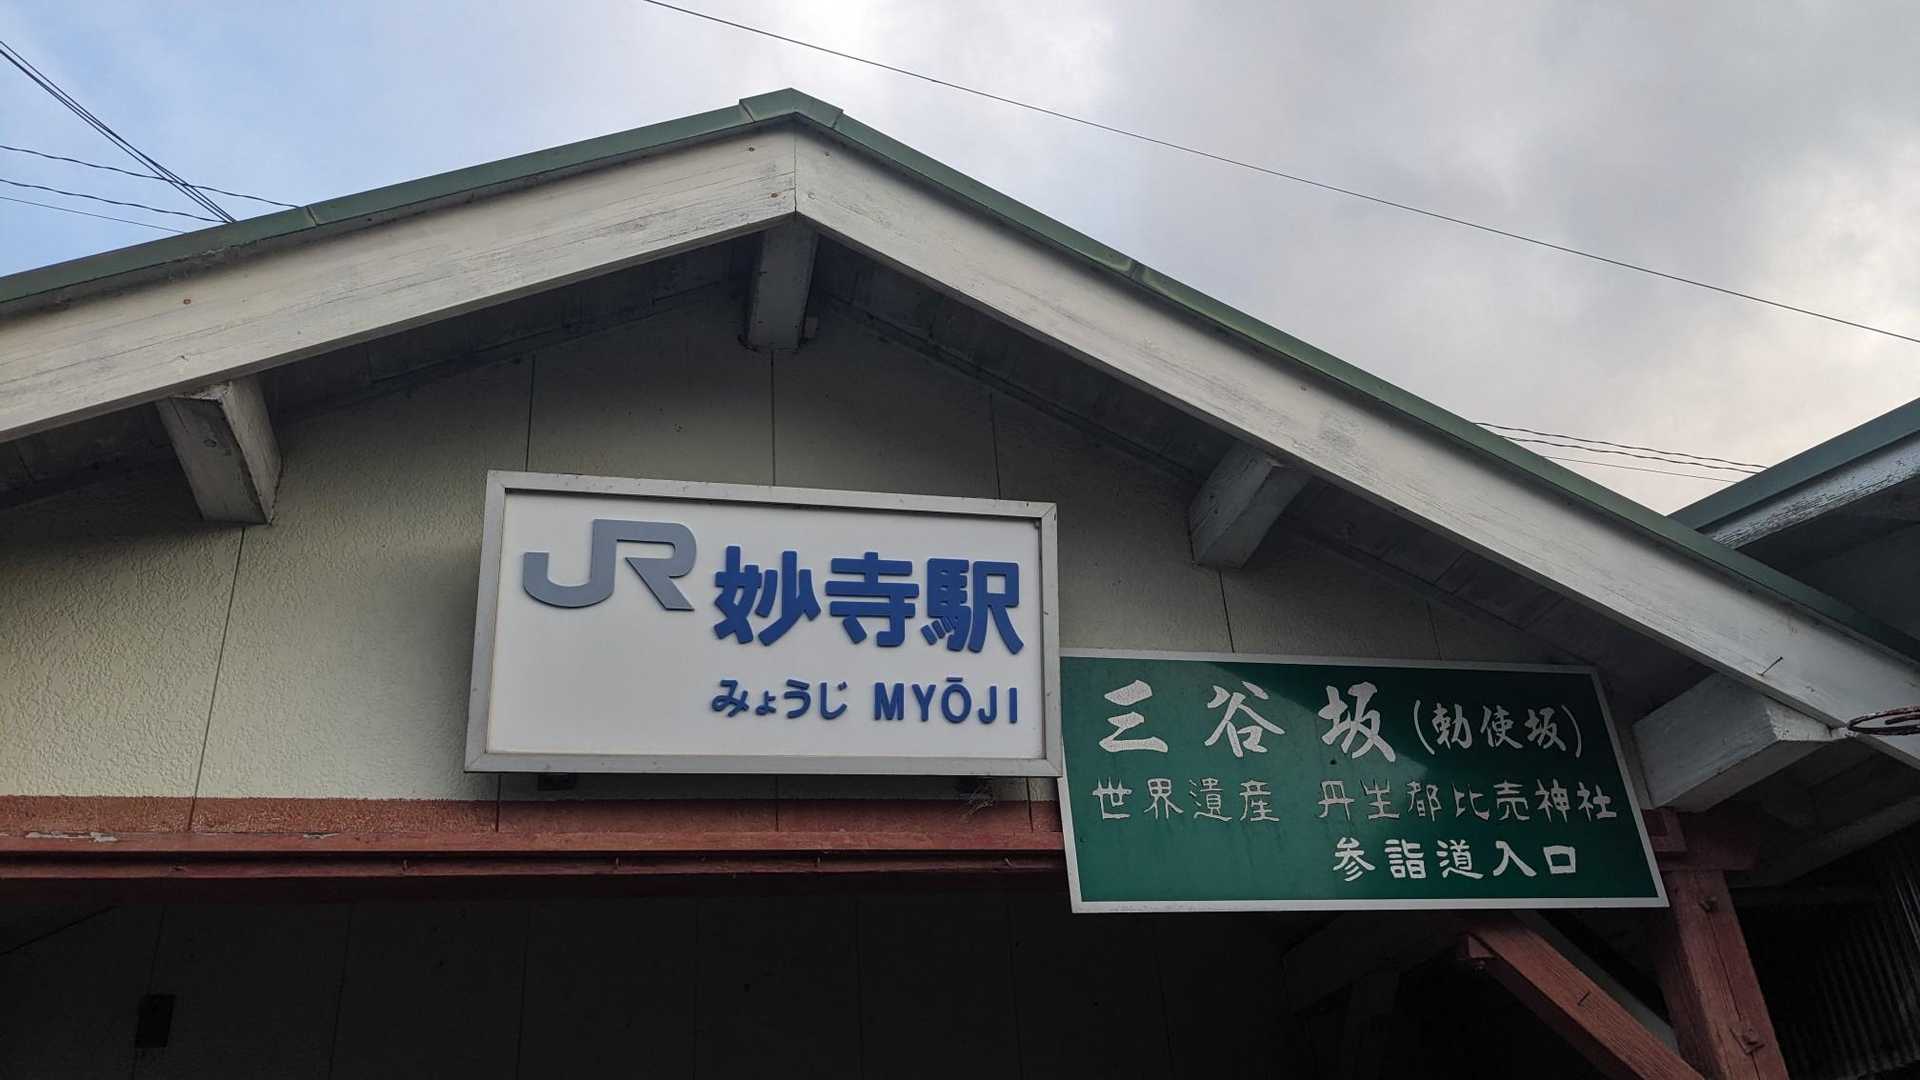 JR 妙寺駅
みょうじ MYŌJI
三谷坂(勅使坂)
世界遺産 丹生都比売神社
参詣道入口